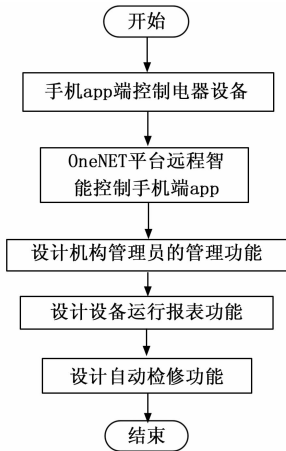 开始
手机app端控制电器设备
OneNET平台远程智
能控制手机端app
设计机构管理员的管理功能
设计设备运行报表功能
设计自动检修功能
结束